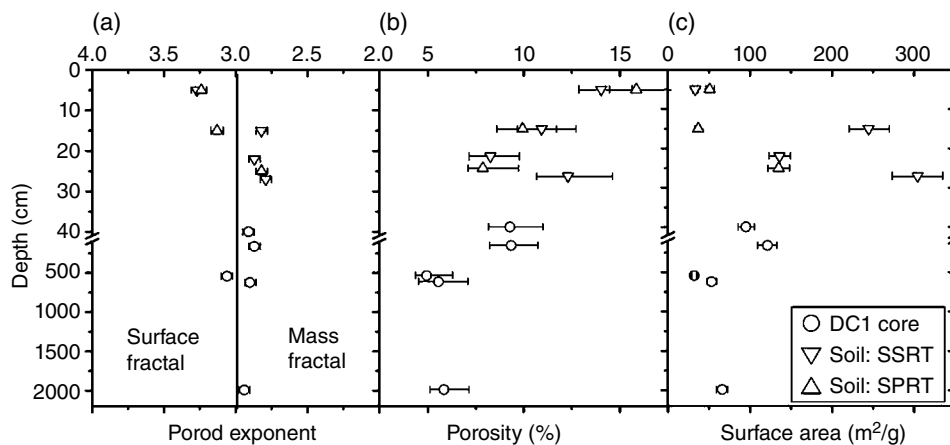 (a) (b) (c)
4.0 3.5 3.0 2.5 2.0 5 10 15 0 100 200 300
0
5
10
15
20
30
40
500
1000
1500
2000
Depth (cm)
Surface fractal
Mass fractal
DC1 core
Soil: SSRT
Soil: SPRT
Porod exponent Porosity (%) Surface area (m²/g)